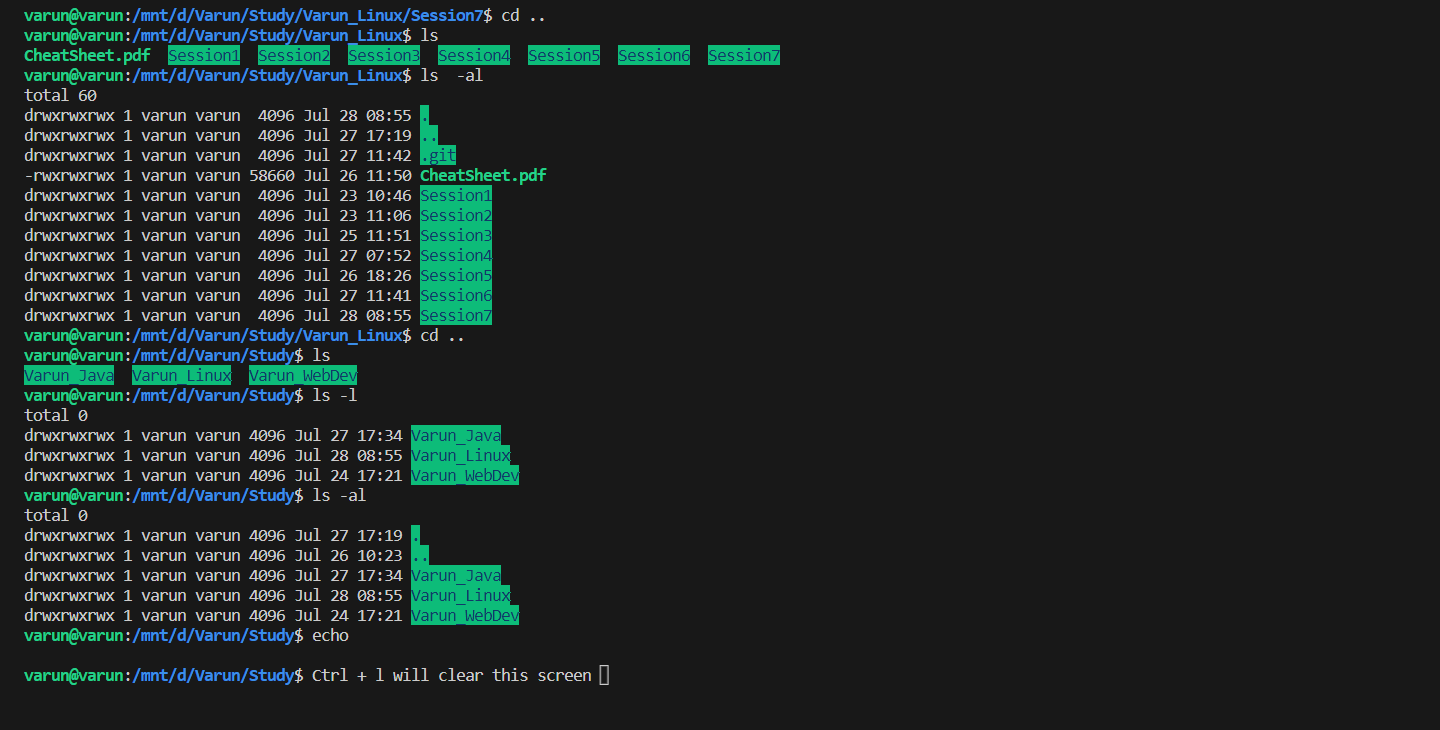 varun@varun:/mnt/d/Varun/Study/Varun_Linux/Session7$ cd ..
varun@varun:/mnt/d/Varun/Study/Varun_Linux$ ls
CheatSheet.pdf  Session1  Session2  Session3  Session4  Session5  Session6  Session7
varun@varun:/mnt/d/Varun/Study/Varun_Linux$ ls  -al
total 60
drwxrwxrwx 1 varun varun  4096 Jul 28 08:55 .
drwxrwxrwx 1 varun varun  4096 Jul 27 17:19 ..
drwxrwxrwx 1 varun varun  4096 Jul 27 11:42 .git
-rwxrwxrwx 1 varun varun 58660 Jul 26 11:50 CheatSheet.pdf
drwxrwxrwx 1 varun varun  4096 Jul 23 10:46 Session1
drwxrwxrwx 1 varun varun  4096 Jul 23 11:06 Session2
drwxrwxrwx 1 varun varun  4096 Jul 25 11:51 Session3
drwxrwxrwx 1 varun varun  4096 Jul 27 07:52 Session4
drwxrwxrwx 1 varun varun  4096 Jul 26 18:26 Session5
drwxrwxrwx 1 varun varun  4096 Jul 27 11:41 Session6
drwxrwxrwx 1 varun varun  4096 Jul 28 08:55 Session7
varun@varun:/mnt/d/Varun/Study/Varun_Linux$ cd ..
varun@varun:/mnt/d/Varun/Study$ ls
Varun_Java  Varun_Linux  Varun_WebDev
varun@varun:/mnt/d/Varun/Study$ ls -l
total 0
drwxrwxrwx 1 varun varun 4096 Jul 27 17:34 Varun_Java
drwxrwxrwx 1 varun varun 4096 Jul 28 08:55 Varun_Linux
drwxrwxrwx 1 varun varun 4096 Jul 24 17:21 Varun_WebDev
varun@varun:/mnt/d/Varun/Study$ ls -al
total 0
drwxrwxrwx 1 varun varun 4096 Jul 27 17:19 .
drwxrwxrwx 1 varun varun 4096 Jul 26 10:23 ..
drwxrwxrwx 1 varun varun 4096 Jul 27 17:34 Varun_Java
drwxrwxrwx 1 varun varun 4096 Jul 28 08:55 Varun_Linux
drwxrwxrwx 1 varun varun 4096 Jul 24 17:21 Varun_WebDev
varun@varun:/mnt/d/Varun/Study$ echo
varun@varun:/mnt/d/Varun/Study$ Ctrl + l will clear this screen